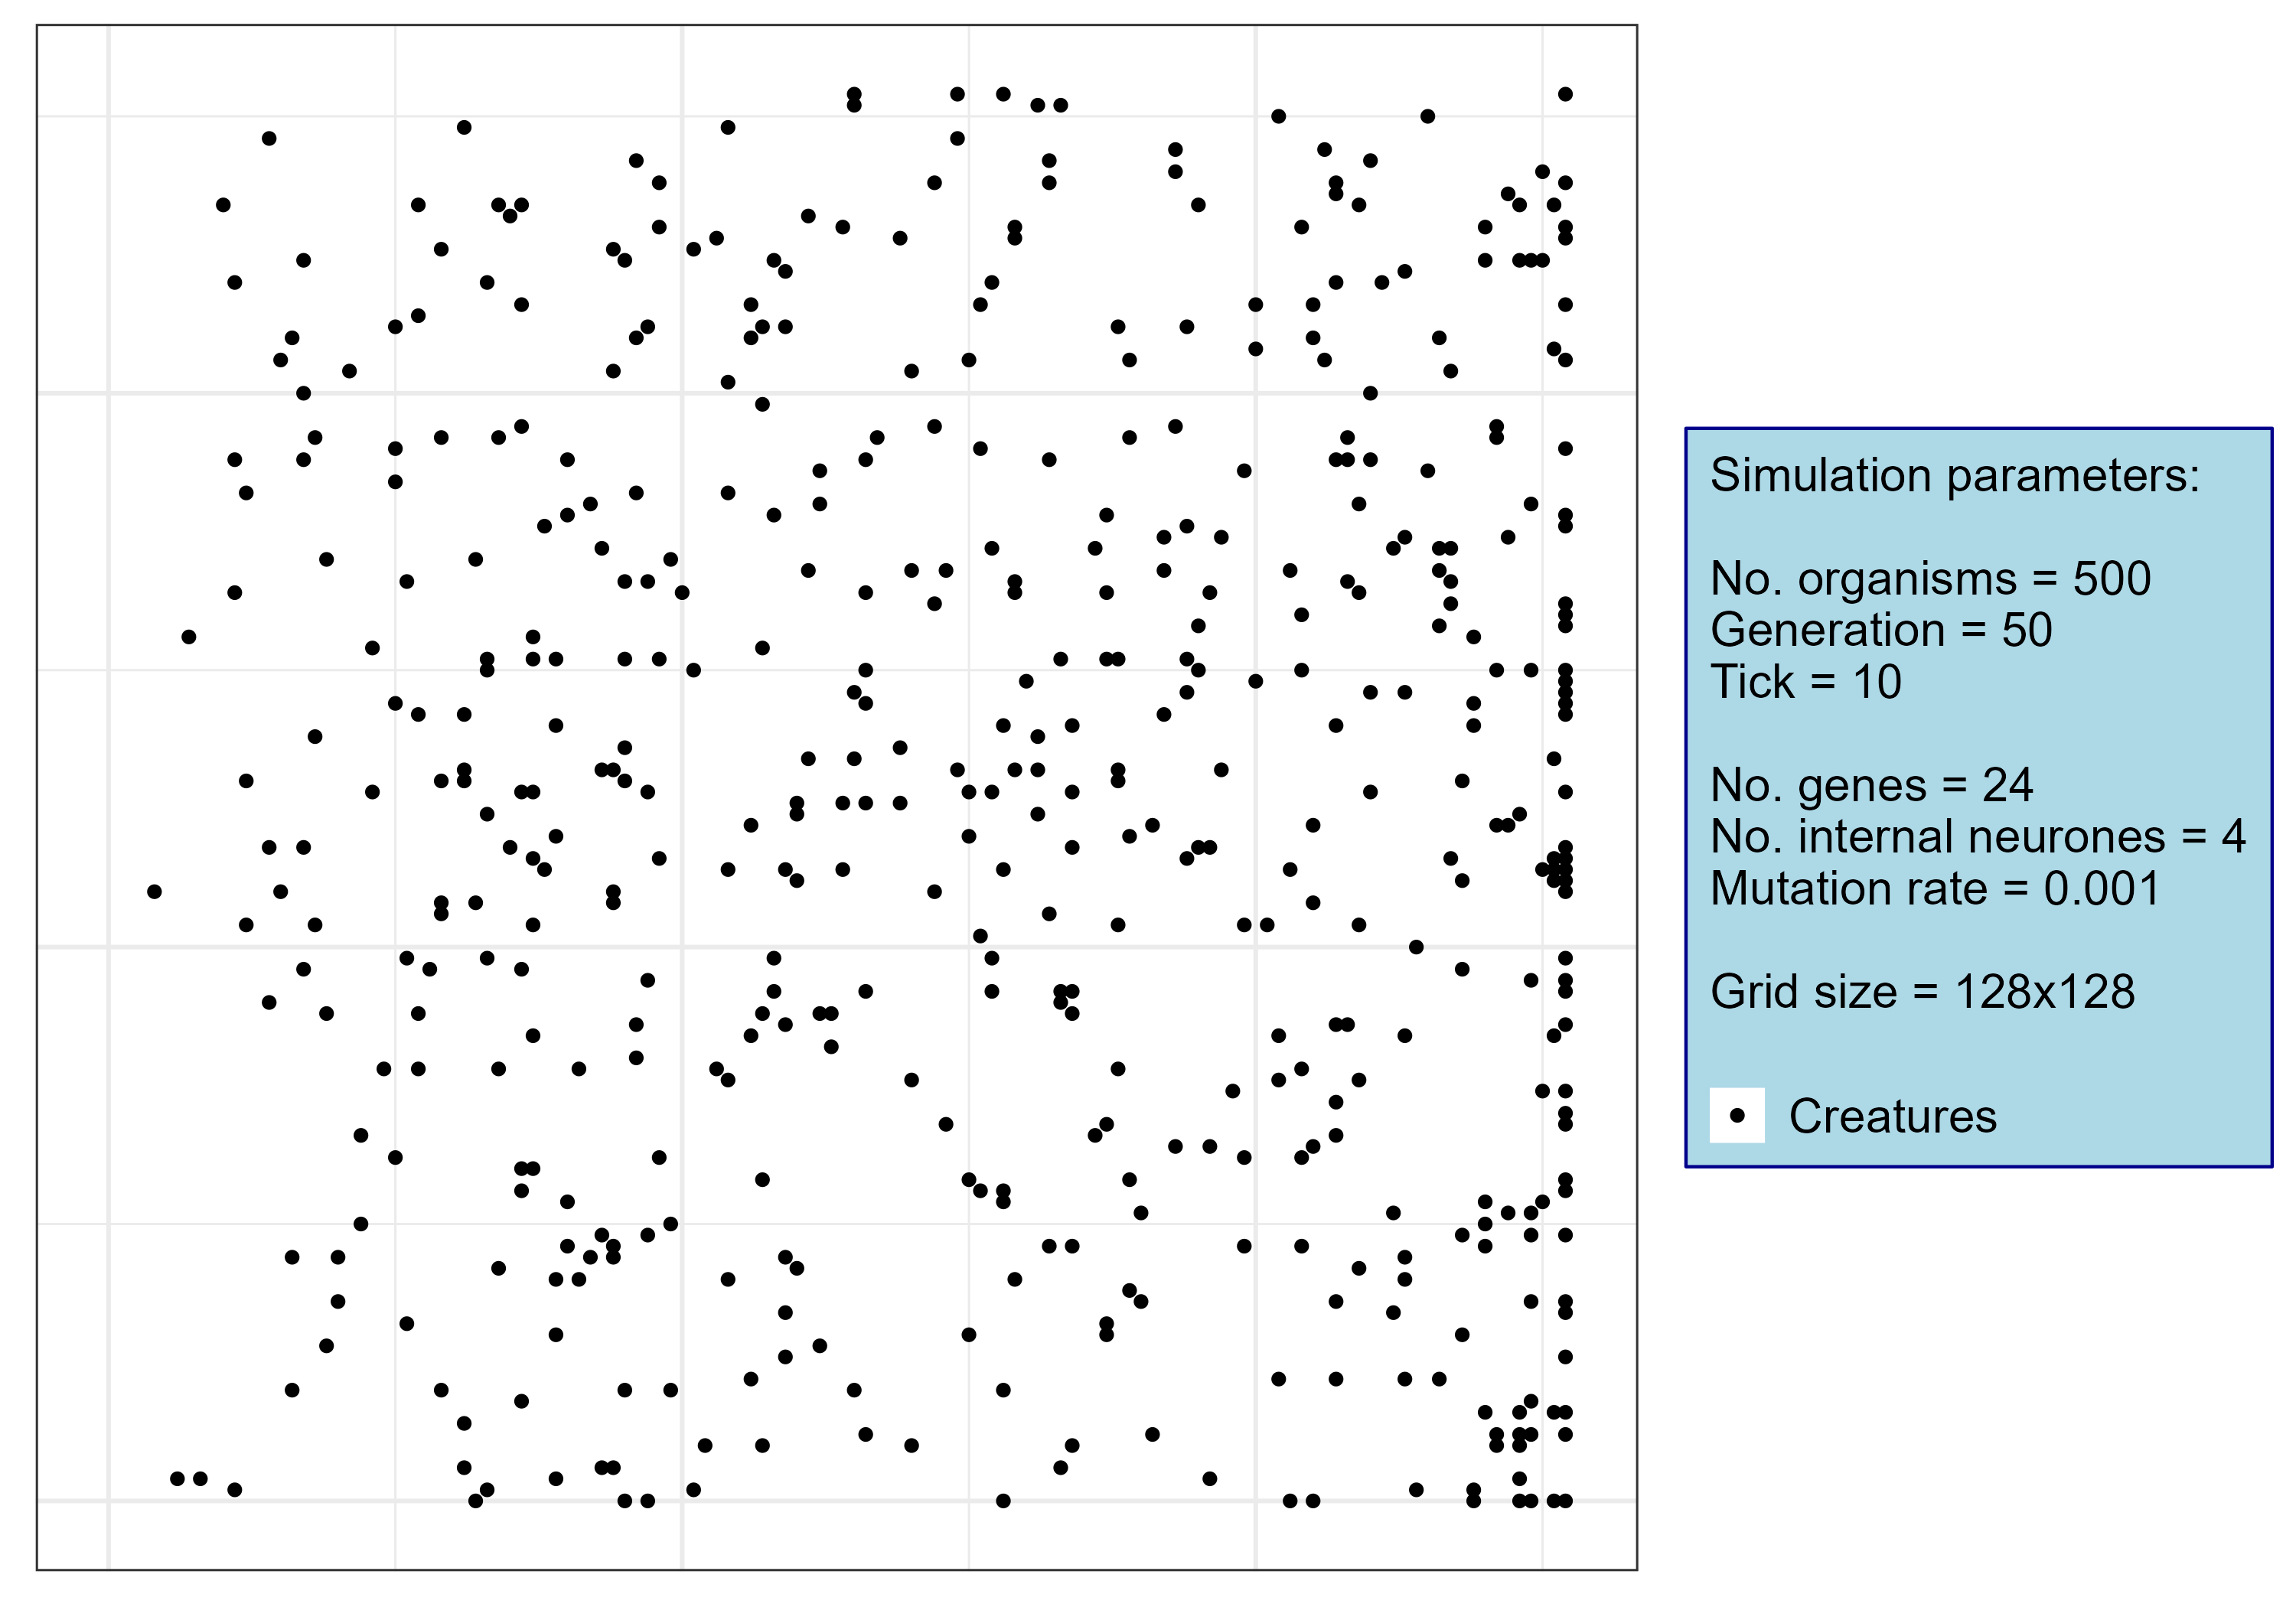 Simulation parameters:
No. organisms = 500
Generation = 50
Tick = 10
No. genes = 24
No. internal neurones = 4
Mutation rate = 0.001
Grid size = 128x128
Creatures